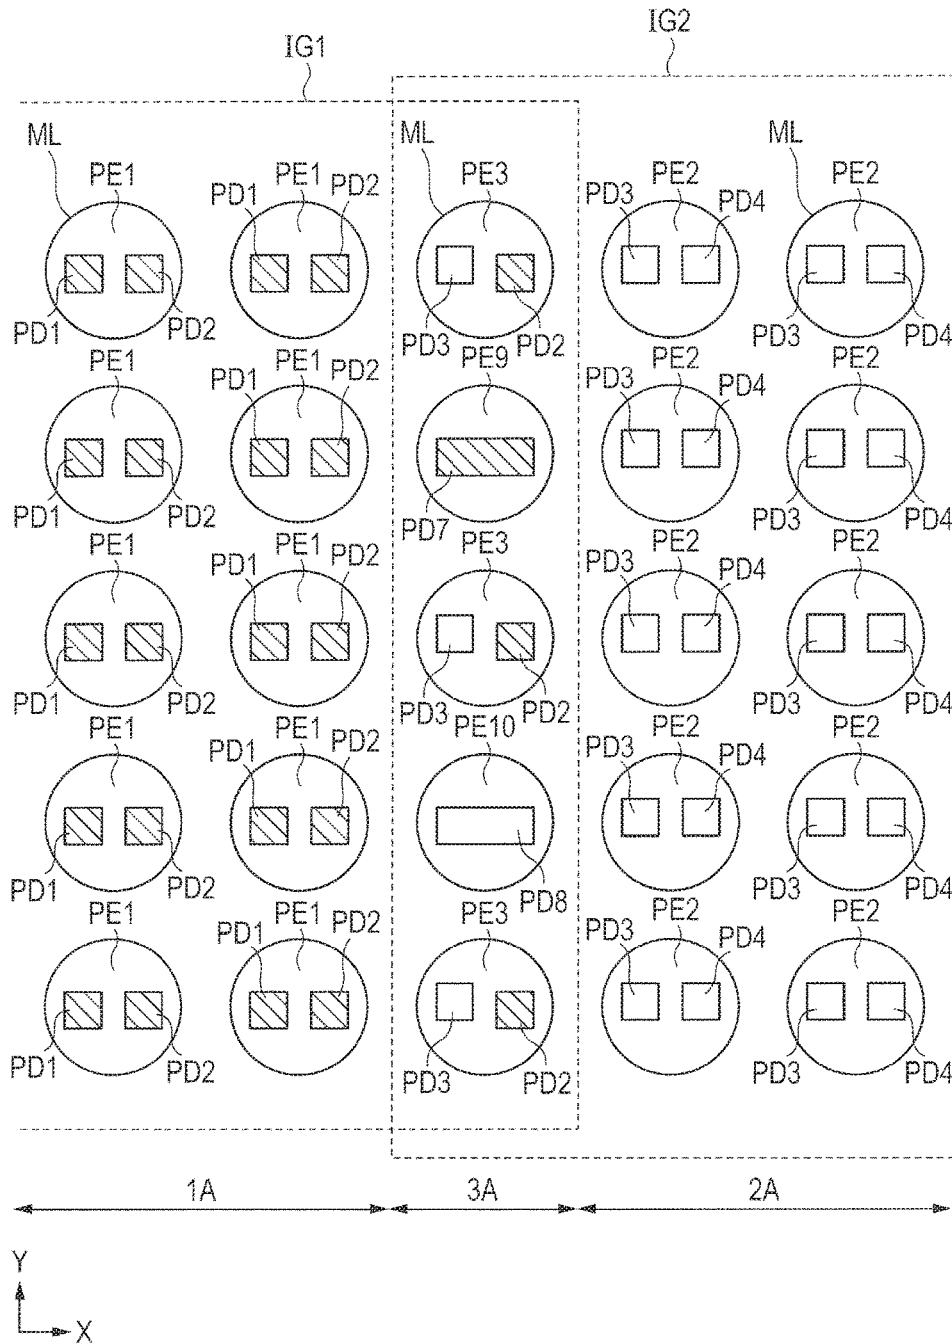 IG1 IG2
ML PE1 PD1 PE1 PD2 ML PE3 PD3 PE2 PD4 ML PE2
PD1 PD2 PD3 PD2 PD3 PD4
PE1 PD1 PE1 PD2 PE9 PD3 PE2 PD4 PE2
PD1 PD2 PD7 PD3 PD4
PE1 PD1 PE1 PD2 PE3 PD3 PE2 PD4 PE2
PD1 PD2 PD3 PD2 PD3 PD4
PE1 PD1 PE1 PD2 PE10 PD3 PE2 PD4 PE2
PD1 PD2 PD8 PD3 PD4
PE1 PD1 PE1 PD2 PE3 PD3 PE2 PD4 PE2
PD1 PD2 PD3 PD2 PD3 PD4
1A 3A 2A
Y
X